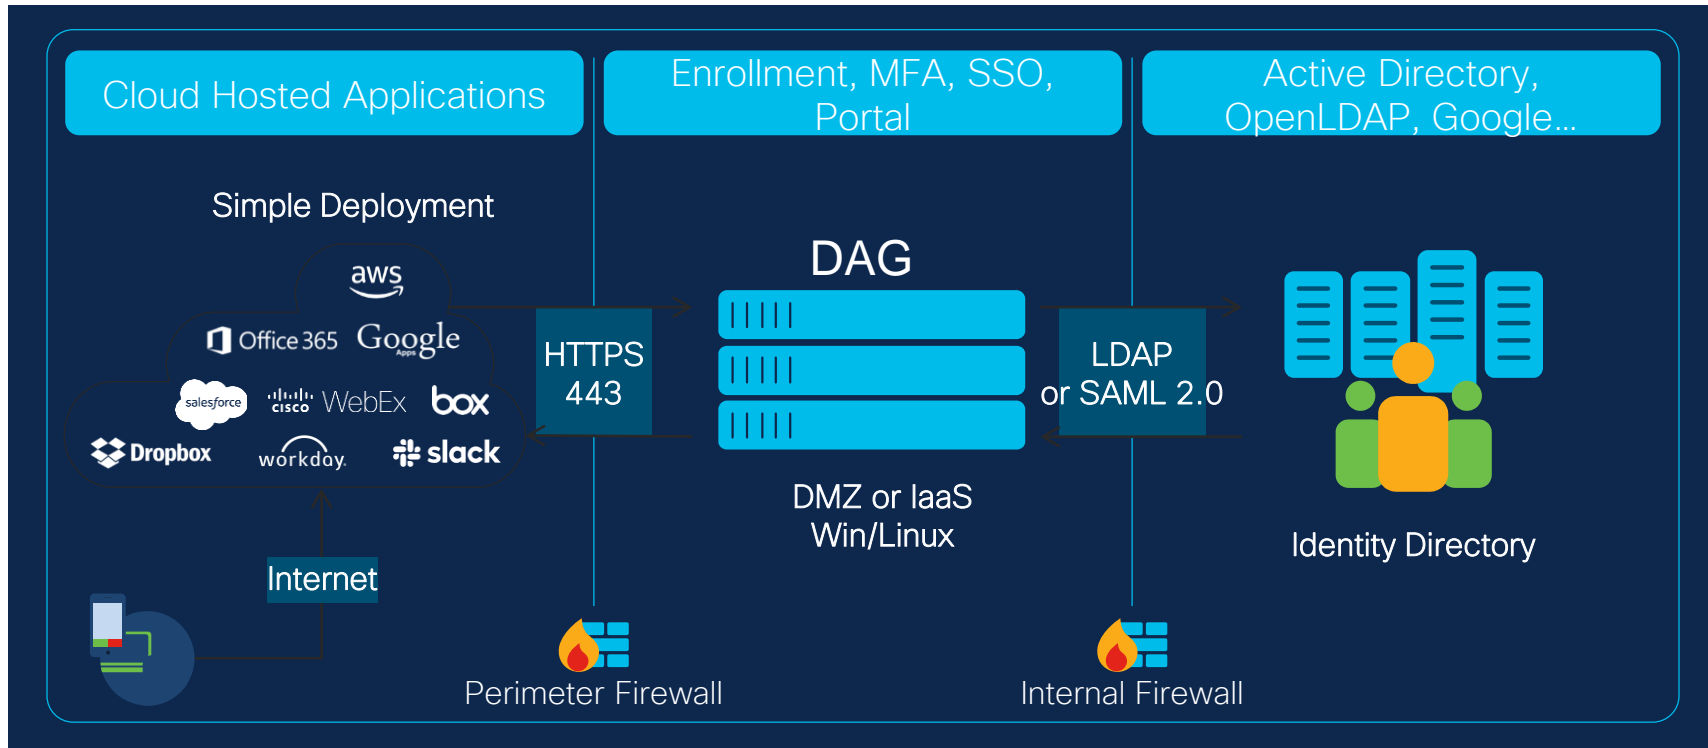 Cloud Hosted Applications
Enrollment, MFA, SSO,
Portal
Active Directory,
OpenLDAP, Google...
Simple Deployment
aws
Office 365
Google
Apps
salesforce
cisco WebEx
box
Dropbox
workday.
slack
HTTPS
443
DAG
DMZ or IaaS
Win/Linux
LDAP
or SAML 2.0
Identity Directory
Internet
Perimeter Firewall
Internal Firewall